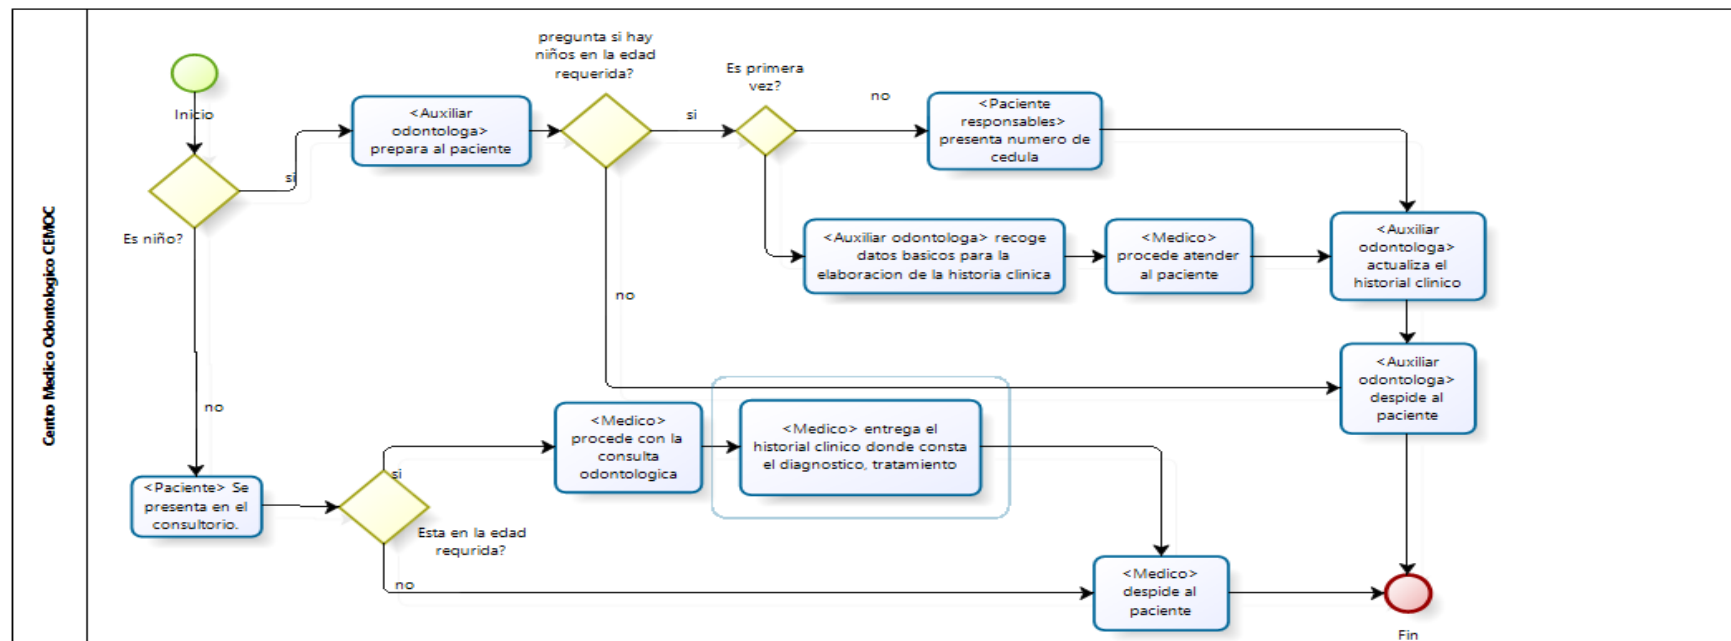 Centro Medico Odontologico CEMOC
Inicio
Es niño?
si
no
<Auxiliar
odontologa>
prepara al paciente
pregunta si hay
niños en la edad
requerida?
si
no
Es primera
vez?
no
<Paciente
responsables>
presenta numero de
cedula
<Auxiliar odontologa> recoge
datos basicos para la
elaboracion de la historia clinica
<Medico>
procede atender
al paciente
<Auxiliar
odontologa>
actualiza el
historial clinico
<Auxiliar
odontologa>
despide al
paciente
<Paciente> Se
presenta en el
consultorio.
Esta en la edad
requrida?
si
no
<Medico>
procede con la
consulta
odontologica
<Medico> entrega el
historial clinico donde consta
el diagnostico, tratamiento
<Medico>
despide al
paciente
Fin